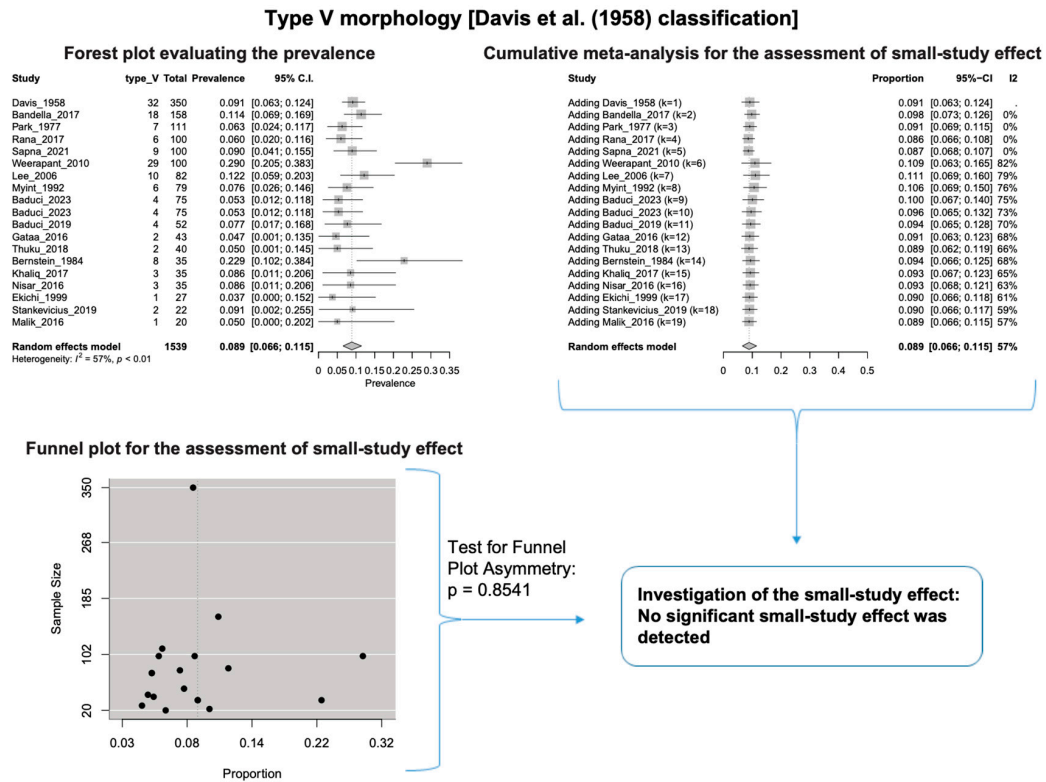 Type V morphology [Davis et al. (1958) classification]
Forest plot evaluating the prevalence
Study type_V Total Prevalence 95% C.I.
Davis_1958 32 350 0.091 [0.063; 0.124]
Bandella_2017 18 158 0.114 [0.069; 0.169]
Park_1977 7 111 0.063 [0.024; 0.117]
Rana_2017 6 100 0.060 [0.020; 0.116]
Sapna_2021 9 100 0.090 [0.041; 0.155]
Weerapant_2010 29 100 0.290 [0.205; 0.383]
Lee_2006 10 82 0.122 [0.059; 0.203]
Myint_1992 6 79 0.076 [0.026; 0.146]
Baduci_2023 4 75 0.053 [0.012; 0.118]
Baduci_2023 4 75 0.053 [0.012; 0.118]
Baduci_2019 4 52 0.077 [0.017; 0.168]
Gataa_2016 2 43 0.047 [0.001; 0.135]
Thuku_2018 2 40 0.050 [0.001; 0.145]
Bernstein_1984 8 35 0.229 [0.102; 0.384]
Khaliq_2017 3 35 0.086 [0.011; 0.206]
Nisar_2016 3 35 0.086 [0.011; 0.206]
Ekichi_1999 1 27 0.037 [0.000; 0.152]
Stankevicius_2019 2 22 0.091 [0.002; 0.255]
Malik_2016 1 20 0.050 [0.000; 0.202]
Random effects model 1539 0.089 [0.066; 0.115]
Heterogeneity: I² = 57%, p < 0.01
0 0.05 0.1 0.15 0.2 0.25 0.3 0.35
Prevalence
Cumulative meta-analysis for the assessment of small-study effect
Study Proportion 95%-CI I2
Adding Davis_1958 (k=1) 0.091 [0.063; 0.124] .
Adding Bandella_2017 (k=2) 0.098 [0.073; 0.126] 0%
Adding Park_1977 (k=3) 0.091 [0.069; 0.115] 0%
Adding Rana_2017 (k=4) 0.086 [0.066; 0.108] 0%
Adding Sapna_2021 (k=5) 0.087 [0.068; 0.107] 0%
Adding Weerapant_2010 (k=6) 0.109 [0.063; 0.165] 82%
Adding Lee_2006 (k=7) 0.111 [0.069; 0.160] 79%
Adding Myint_1992 (k=8) 0.106 [0.069; 0.150] 76%
Adding Baduci_2023 (k=9) 0.100 [0.067; 0.140] 75%
Adding Baduci_2023 (k=10) 0.096 [0.065; 0.132] 73%
Adding Baduci_2019 (k=11) 0.094 [0.065; 0.128] 70%
Adding Gataa_2016 (k=12) 0.091 [0.063; 0.123] 68%
Adding Thuku_2018 (k=13) 0.089 [0.062; 0.119] 66%
Adding Bernstein_1984 (k=14) 0.094 [0.066; 0.125] 68%
Adding Khaliq_2017 (k=15) 0.093 [0.067; 0.123] 65%
Adding Nisar_2016 (k=16) 0.093 [0.068; 0.121] 63%
Adding Ekichi_1999 (k=17) 0.090 [0.066; 0.118] 61%
Adding Stankevicius_2019 (k=18) 0.090 [0.066; 0.117] 59%
Adding Malik_2016 (k=19) 0.089 [0.066; 0.115] 57%
Random effects model 0.089 [0.066; 0.115] 57%
0 0.1 0.2 0.3 0.4 0.5
Funnel plot for the assessment of small-study effect
Sample Size
350
268
185
102
20
0.03 0.08 0.14 0.22 0.32
Proportion
Test for Funnel
Plot Asymmetry:
p = 0.8541
Investigation of the small-study effect:
No significant small-study effect was
detected